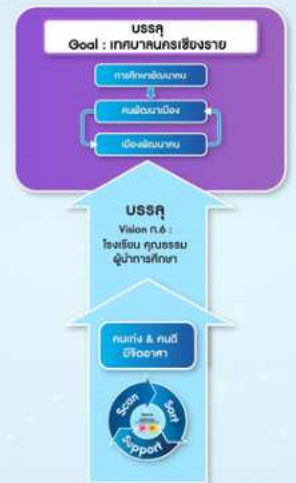 บรรลุ
Goal : เทศบาลนครเชียงราย
การศึกษาพัฒนาคน
คนพัฒนาเมือง
เมืองพัฒนาคน
บรรลุ
Vision ท.6 :
โรงเรียน คุณธรรม
ผู้นำการศึกษา
คนเก่ง & คนดี
มีจิตอาสา
Scan
Sort
Support